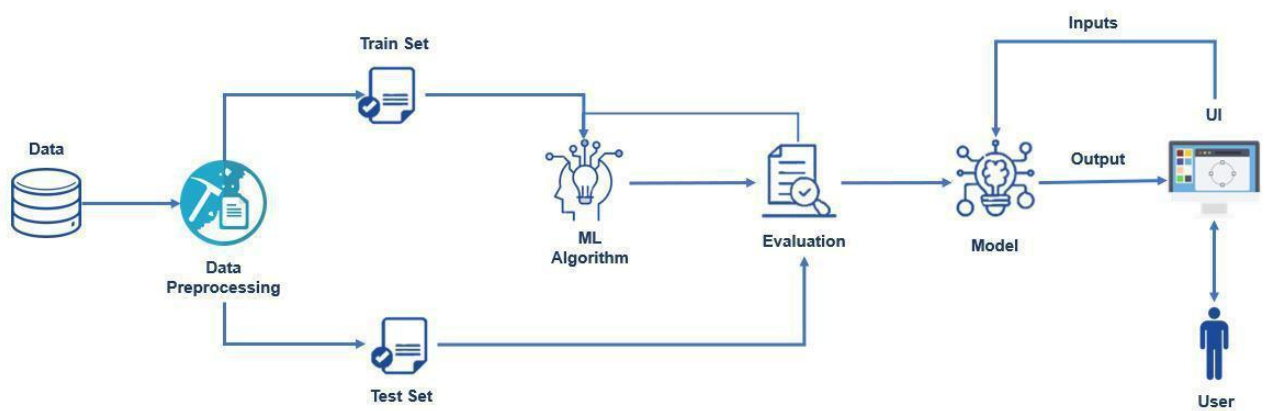 Train Set
Inputs
UI
Data
Output
ML
Algorithm
Evaluation
Model
Data
Preprocessing
Test Set
User